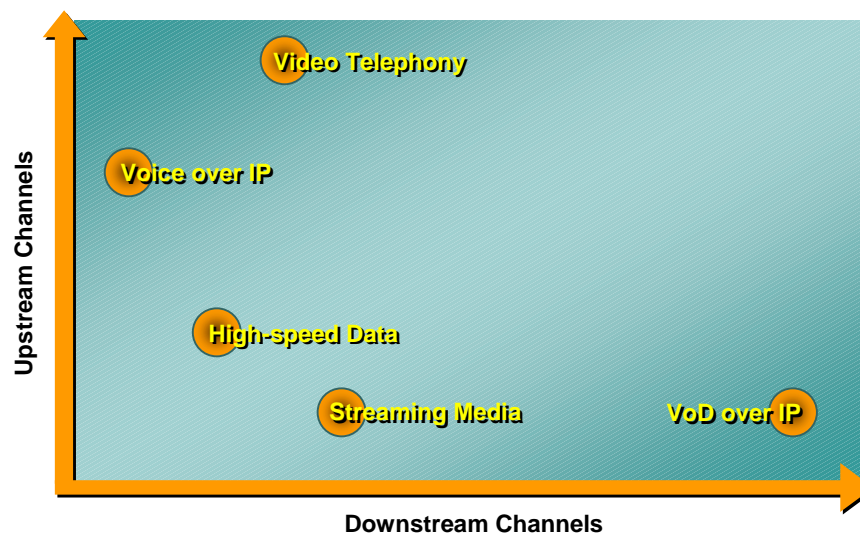 Video Telephony
Voice over IP
High-speed Data
Streaming Media
VoD over IP
Upstream Channels
Downstream Channels